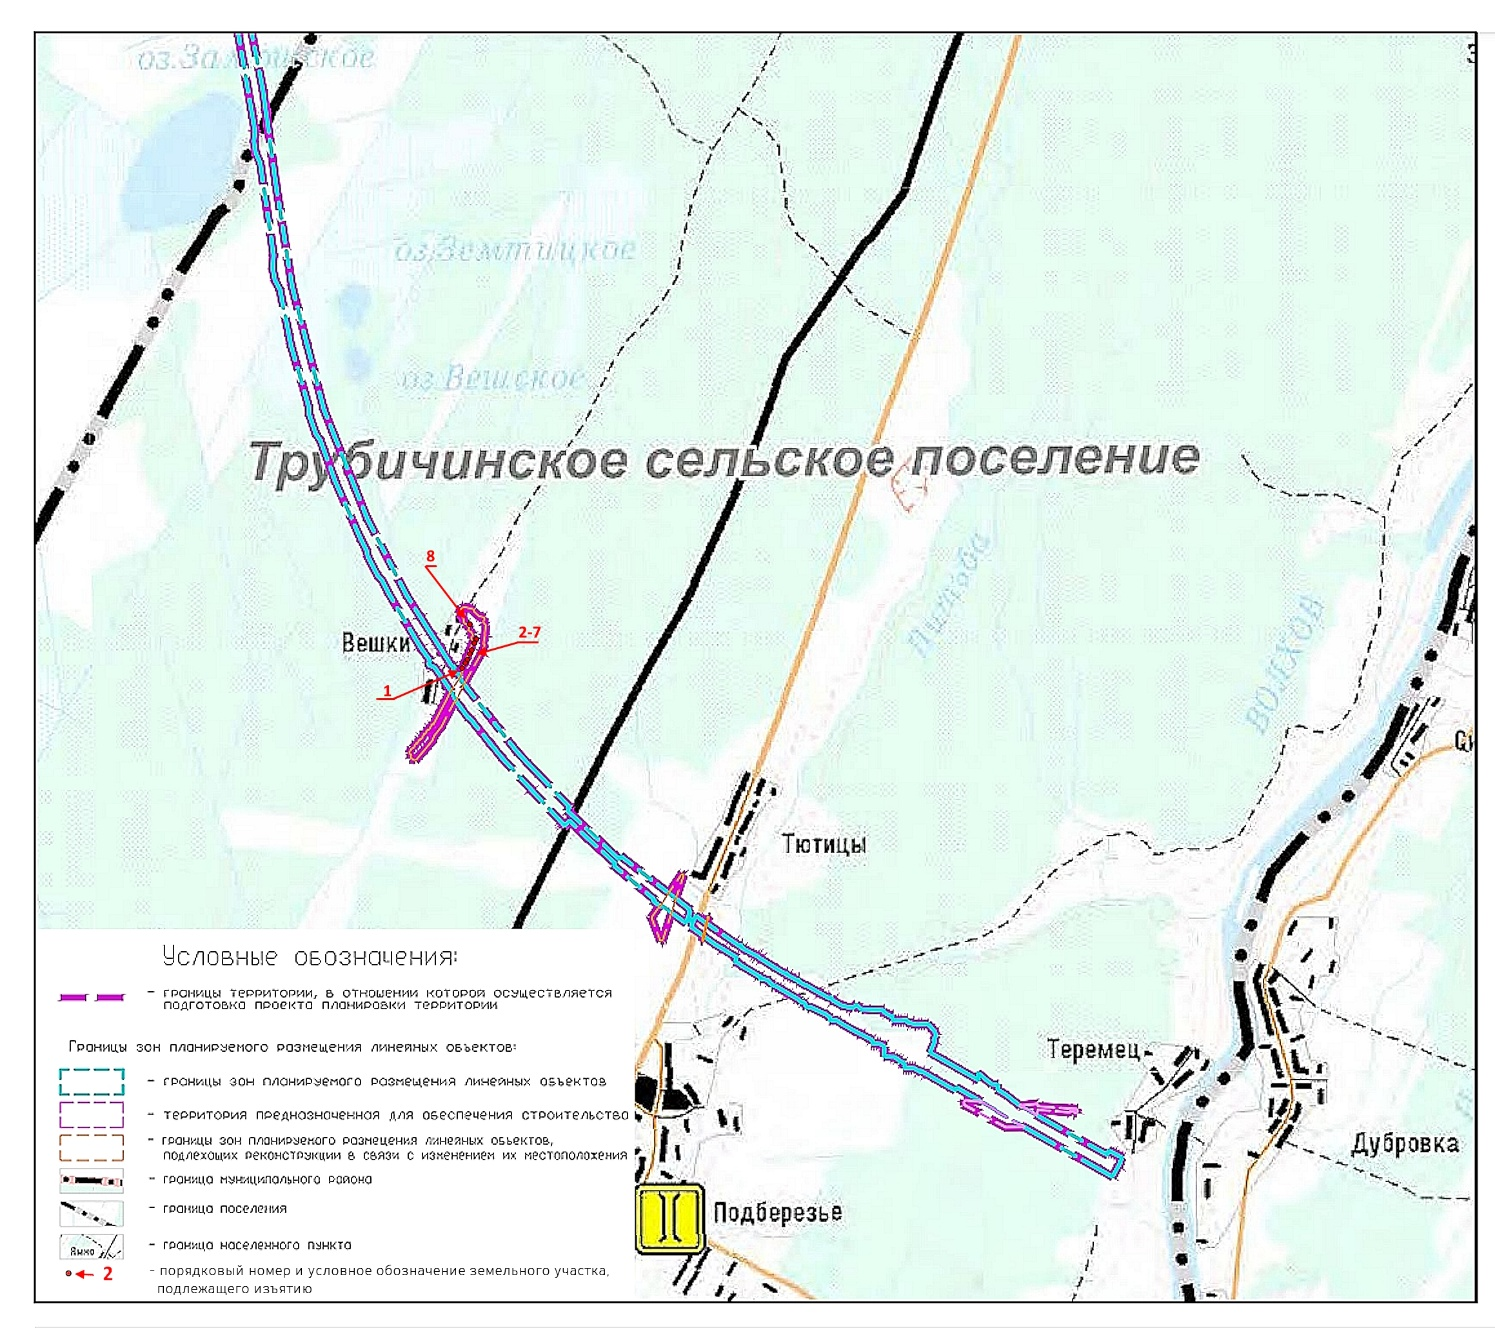 оз.Земтицкое
оз.Вешское
Трубичинское сельское поселение
Питьба
ВОЛХОВ
8
2-7
Вешки
1
Тютицы
Теремец
Дубровка
Подберезье
Условные обозначения:
- границы территории, в отношении которой осуществляется
подготовка проекта планировки территории
Границы зон планируемого размещения линейных объектов:
- границы зон планируемого размещения линейных объектов
- территория предназначенная для обеспечения строительства
- границы зон планируемого размещения линейных объектов,
подлежащих реконструкции в связи с изменением их местоположения
- граница муниципального района
- граница поселения
- граница населенного пункта
2 - порядковый номер и условное обозначение земельного участка,
подлежащего изъятию